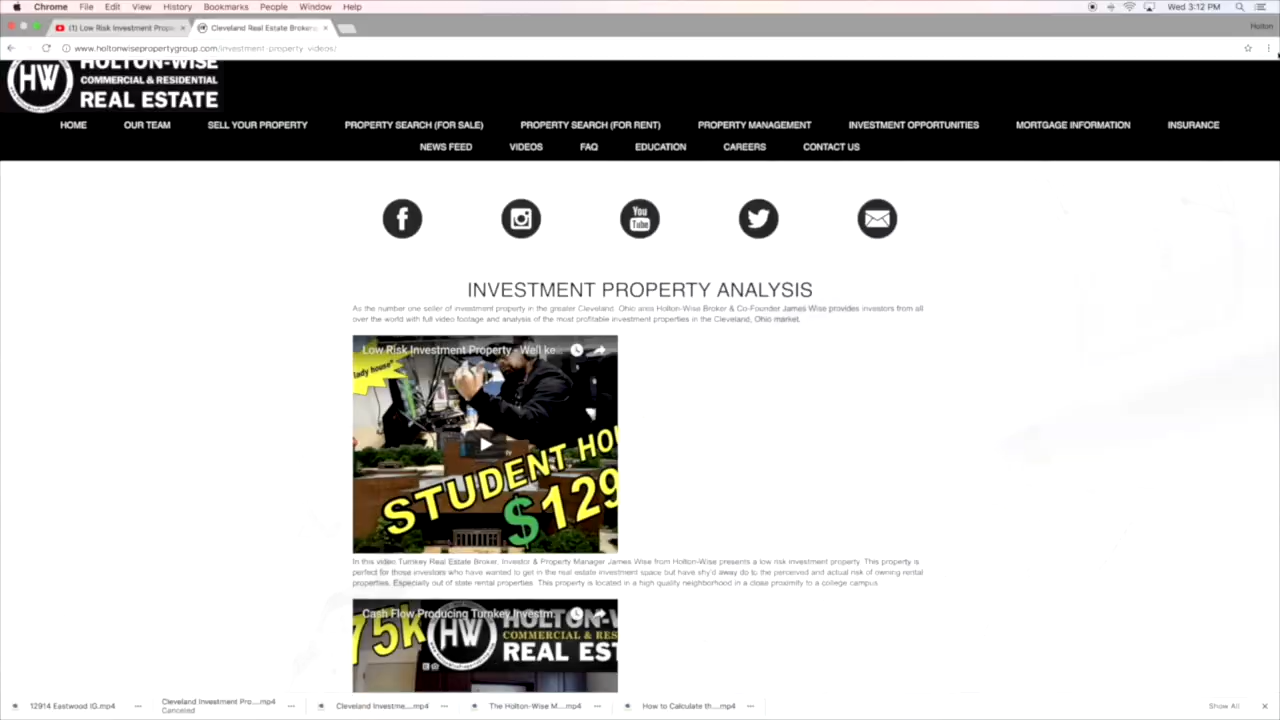 Chrome File Edit View History Bookmarks People Window Help Wed 3:12 PM
(1) Low Risk Investment Prope Cleveland Real Estate Brokers Holton
www.holtonwisepropertygroup.com/investment-property-videos/
HW HOLTON-WISE
COMMERCIAL & RESIDENTIAL
REAL ESTATE
HOME OUR TEAM SELL YOUR PROPERTY PROPERTY SEARCH (FOR SALE) PROPERTY SEARCH (FOR RENT) PROPERTY MANAGEMENT INVESTMENT OPPORTUNITIES MORTGAGE INFORMATION INSURANCE
NEWS FEED VIDEOS FAQ EDUCATION CAREERS CONTACT US
You Tube
INVESTMENT PROPERTY ANALYSIS
As the number one seller of investment property in the greater Cleveland, Ohio area Holton-Wise Broker & Co-Founder James Wise provides investors from all
over the world with full video footage and analysis of the most profitable investment properties in the Cleveland, Ohio market.
Low Risk Investment Property - Well ke...
lady house"
STUDENT HOU
$129
In this video Turnkey Real Estate Broker, Investor & Property Manager James Wise from Holton-Wise presents a low risk investment property. This property is
perfect for those investors who have wanted to get in the real estate investment space but have shy'd away do to the perceived and actual risk of owning rental
properties. Especially out of state rental properties. This property is located in a high quality neighborhood in a close proximity to a college campus.
Cash Flow Producing Turnkey Investm...
75k HW HOLTON-W
COMMERCIAL & RES
REAL EST
12914 Eastwood IG.mp4 Cleveland Investment Pro....mp4 Cleveland Investme....mp4 The Holton-Wise M....mp4 How to Calculate th....mp4 Show All
Canceled